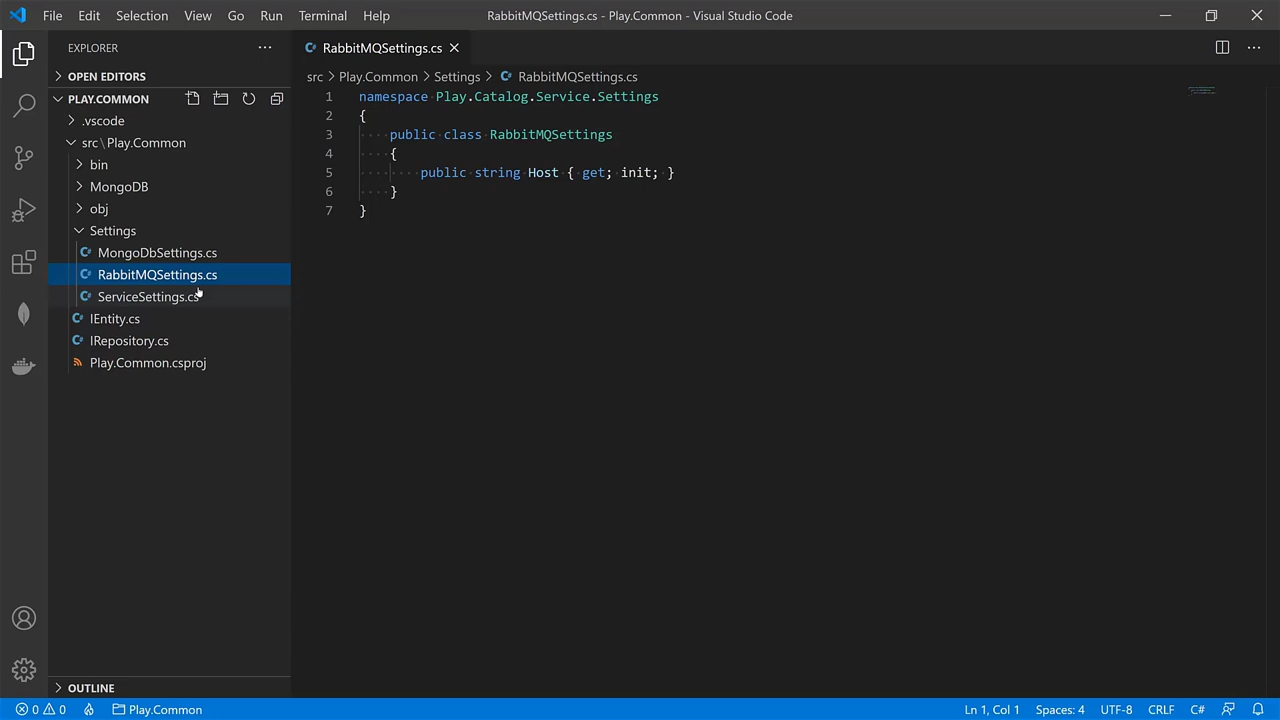 File Edit Selection View Go Run Terminal Help RabbitMQSettings.cs - Play.Common - Visual Studio Code
EXPLORER ...
OPEN EDITORS
PLAY.COMMON
.vscode
src\Play.Common
bin
MongoDB
obj
Settings
MongoDbSettings.cs
RabbitMQSettings.cs
ServiceSettings.cs
IEntity.cs
IRepository.cs
Play.Common.csproj
OUTLINE
RabbitMQSettings.cs
src > Play.Common > Settings > RabbitMQSettings.cs
1 namespace Play.Catalog.Service.Settings
2 {
3 public class RabbitMQSettings
4 {
5 public string Host { get; init; }
6 }
7 }
0 0 Play.Common Ln 1, Col 1 Spaces: 4 UTF-8 CRLF C#